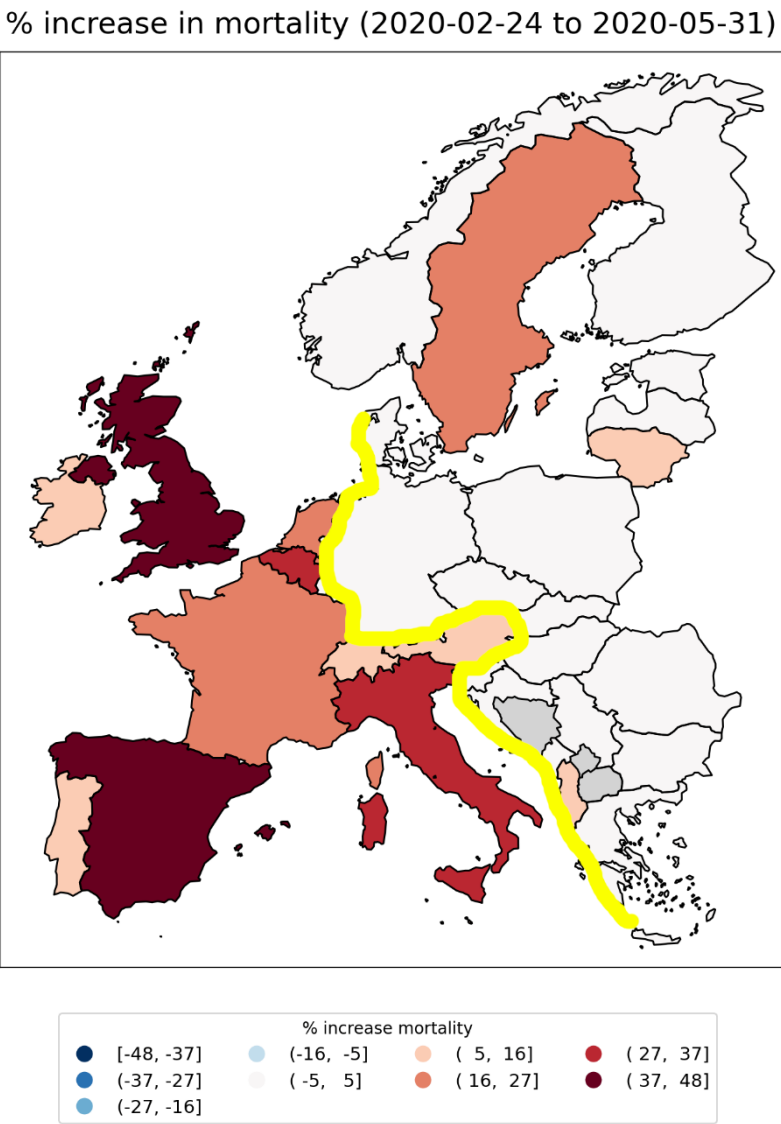 % increase in mortality (2020-02-24 to 2020-05-31)
% increase mortality
[-48, -37]
(-37, -27]
(-27, -16]
(-16, -5]
( -5, 5]
( 5, 16]
( 16, 27]
( 27, 37]
( 37, 48]